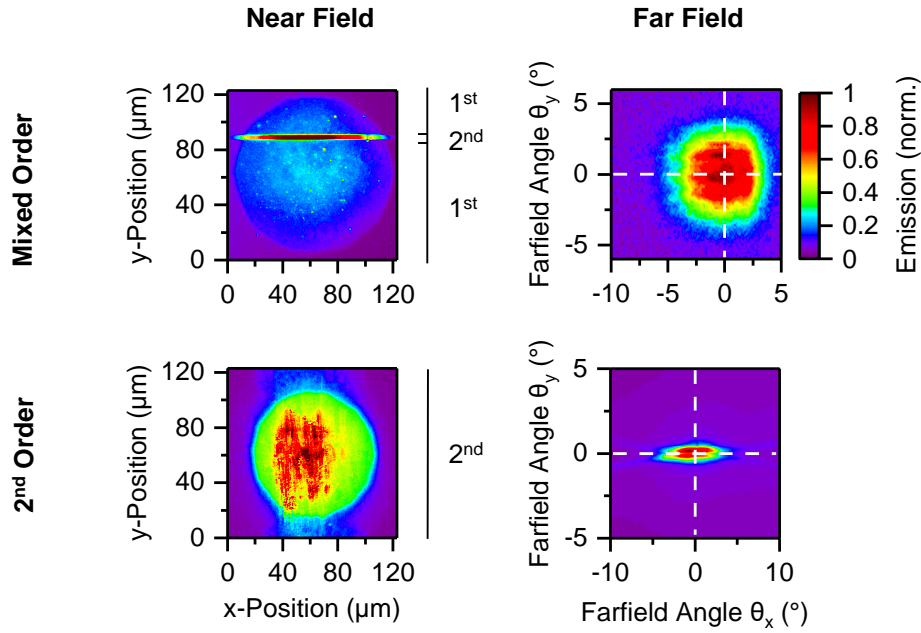 Near Field
Far Field
Mixed Order
y-Position (µm)
120
80
40
0
0
40
80
120
1st
2nd
1st
Farfield Angle θy (°)
5
0
-5
-10
-5
0
5
1
0.8
0.6
0.4
0.2
0
Emission (norm.)
2nd Order
y-Position (µm)
120
80
40
0
0
40
80
120
x-Position (µm)
2nd
Farfield Angle θy (°)
5
0
-5
-10
0
10
Farfield Angle θx (°)